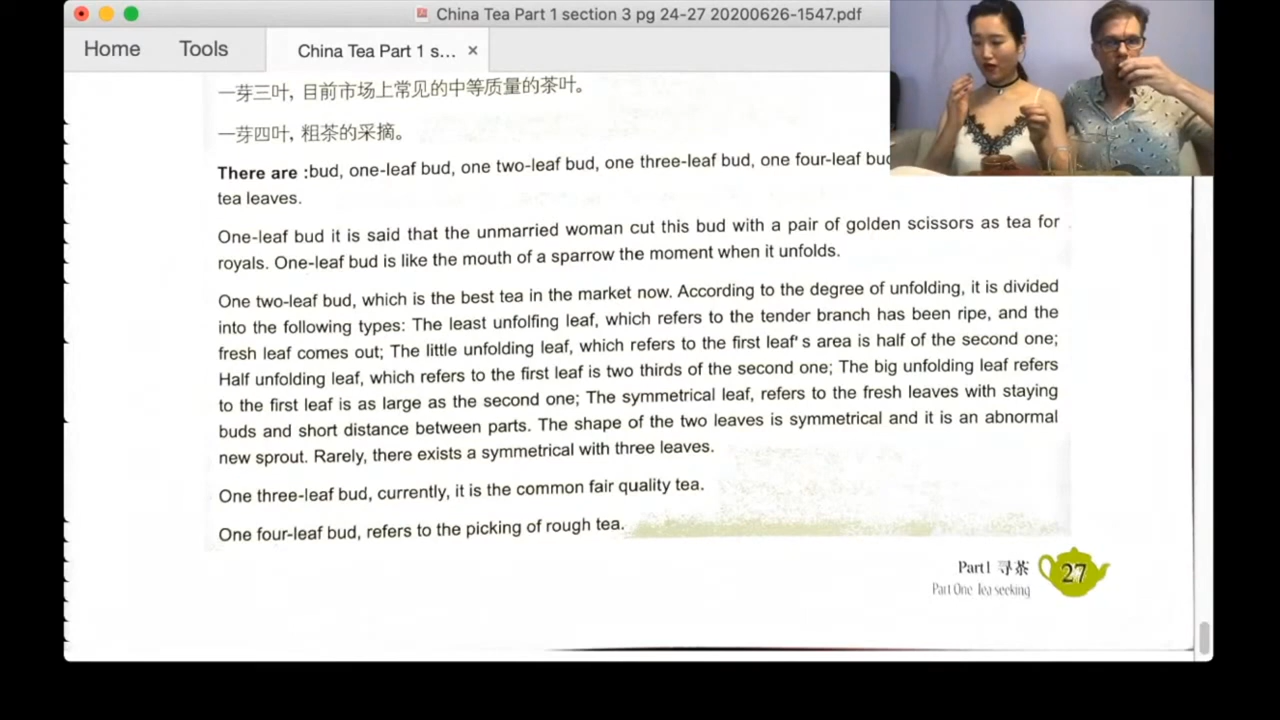 China Tea Part 1 section 3 pg 24-27 20200626-1547.pdf
Home Tools China Tea Part 1 s... ×
一芽三叶, 目前市场上常见的中等质量的茶叶。
一芽四叶, 粗茶的采摘。
There are :bud, one-leaf bud, one two-leaf bud, one three-leaf bud, one four-leaf
tea leaves.
One-leaf bud it is said that the unmarried woman cut this bud with a pair of golden scissors as tea for
royals. One-leaf bud is like the mouth of a sparrow the moment when it unfolds.
One two-leaf bud, which is the best tea in the market now. According to the degree of unfolding, it is divided
into the following types: The least unfolfing leaf, which refers to the tender branch has been ripe, and the
fresh leaf comes out; The little unfolding leaf, which refers to the first leaf's area is half of the second one;
Half unfolding leaf, which refers to the first leaf is two thirds of the second one; The big unfolding leaf refers
to the first leaf is as large as the second one; The symmetrical leaf, refers to the fresh leaves with staying
buds and short distance between parts. The shape of the two leaves is symmetrical and it is an abnormal
new sprout. Rarely, there exists a symmetrical with three leaves.
One three-leaf bud, currently, it is the common fair quality tea.
One four-leaf bud, refers to the picking of rough tea.
Part1 寻茶 27
Part One Tea seeking